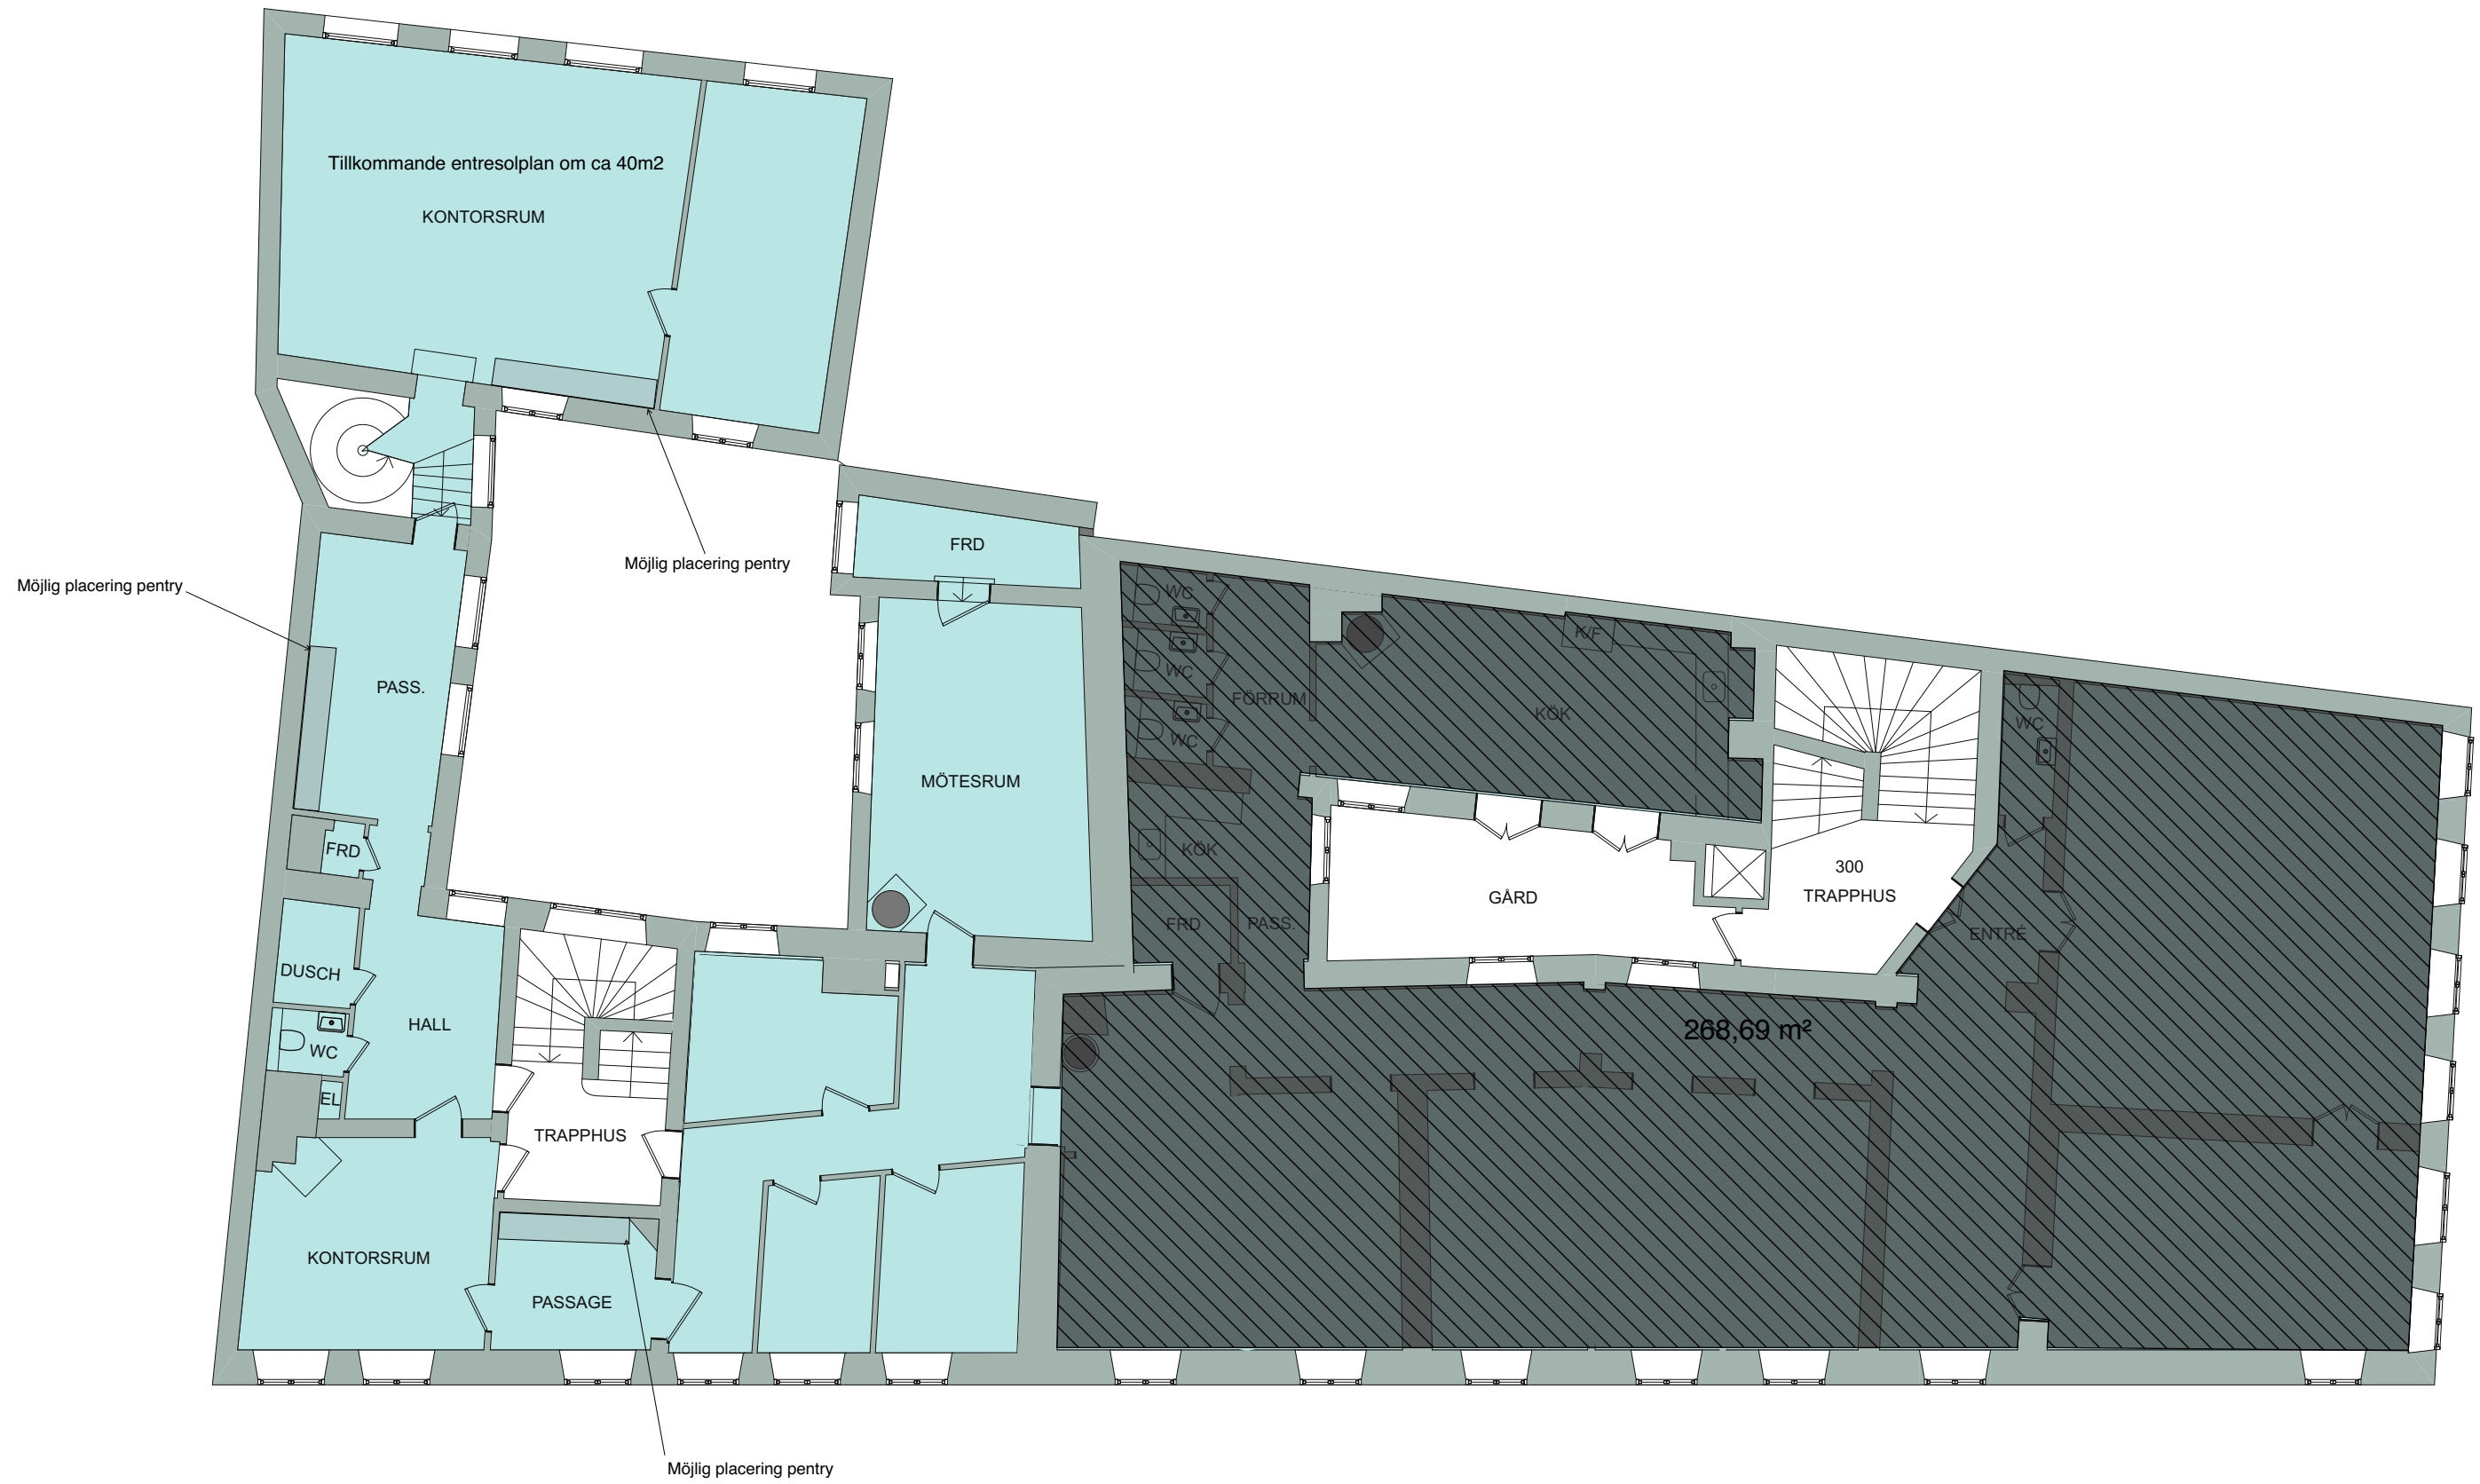 Tillkommande entresolplan om ca 40m2
KONTORSRUM
Möjlig placering pentry
FRD
Möjlig placering pentry
PASS.
MÖTESRUM
FRD
DUSCH
HALL
WC
EL
TRAPPHUS
KONTORSRUM
PASSAGE
Möjlig placering pentry
WC
K/F
WC
FÖRRUM
KÖK
WC
WC
KÖK
300
TRAPPHUS
GÅRD
FRD
PASS.
ENTRÉ
268,69 m²